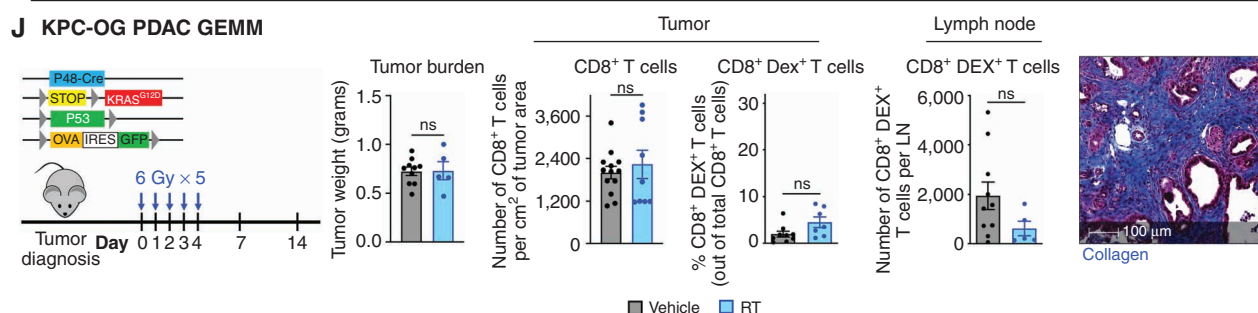 J KPC-OG PDAC GEMM
P48-Cre
STOP KRASG12D
P53
OVA IRES GFP
6 Gy × 5
Tumor diagnosis
Day 0 1 2 3 4 7 14
Tumor burden
Tumor weight (grams)
1.5
1.0
0.5
0.0
ns
Tumor
CD8+ T cells
Number of CD8+ T cells
per cm2 of tumor area
3,600
2,400
1,200
0
ns
CD8+ Dex+ T cells
% CD8+ DEX+ T cells
(out of total CD8+ T cells)
30
20
10
0
ns
Lymph node
CD8+ DEX+ T cells
Number of CD8+ DEX+
T cells per LN
6,000
4,000
2,000
0
ns
100 µm
Collagen
Vehicle RT